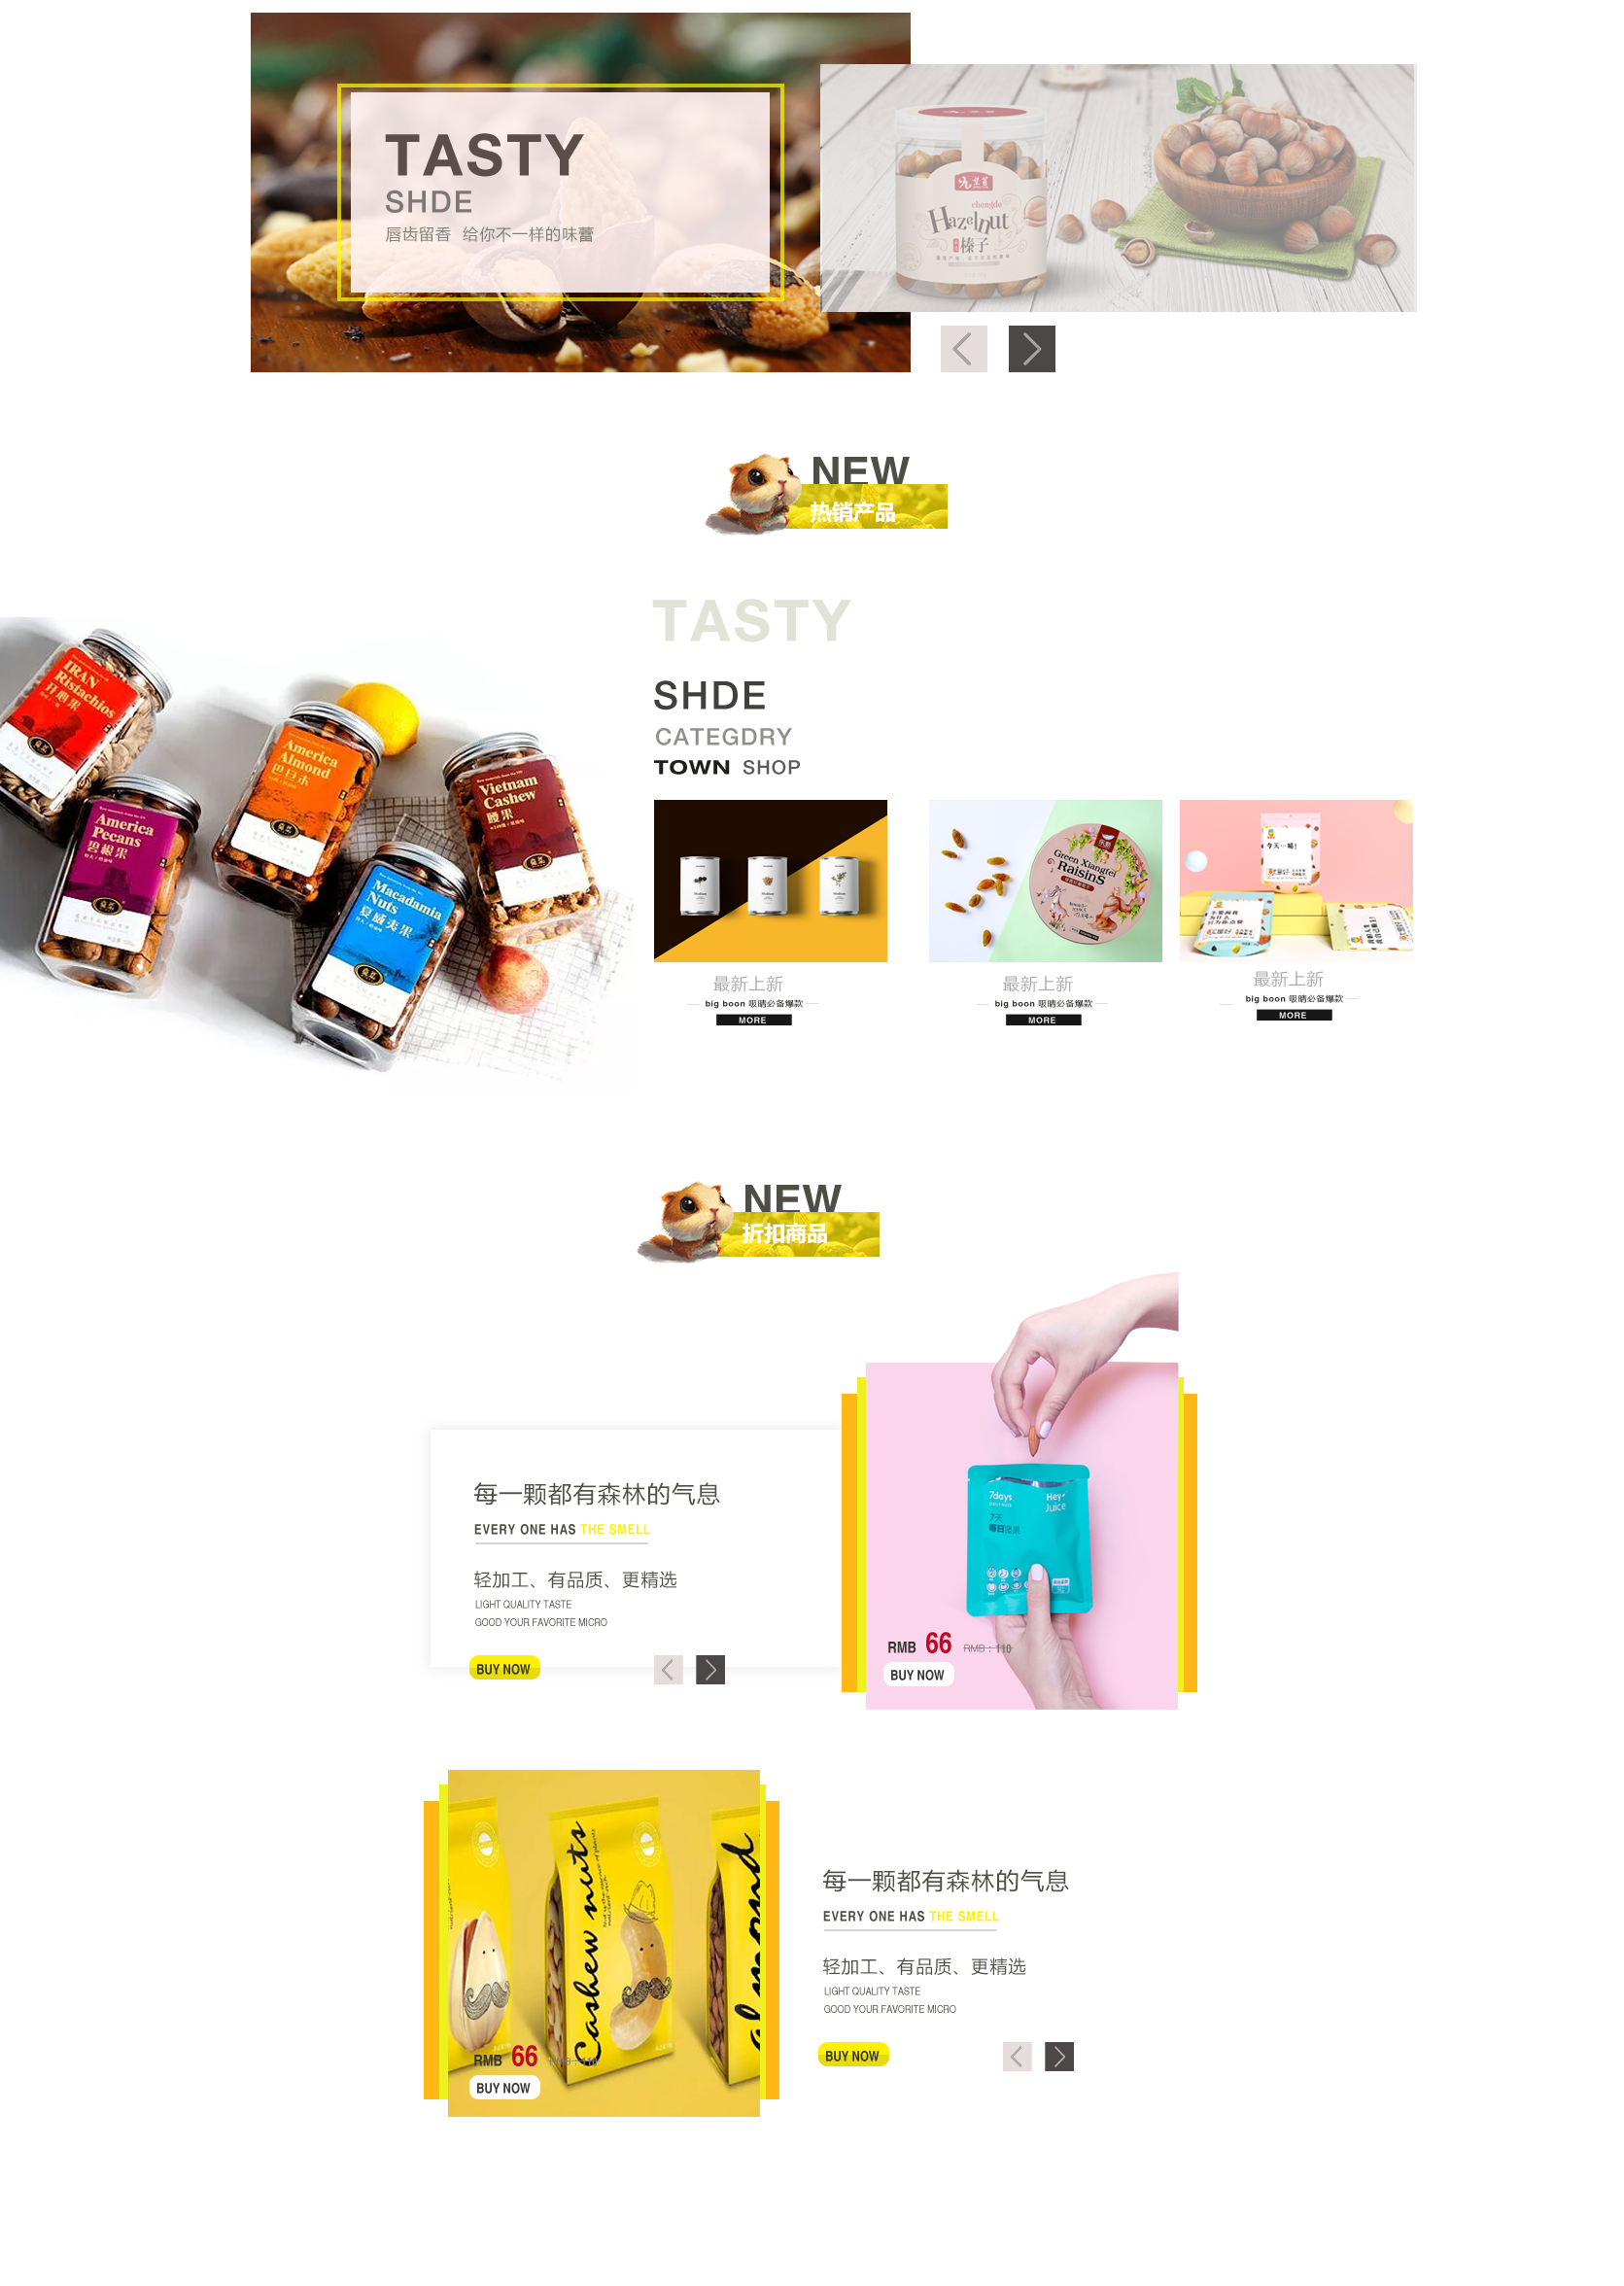 TASTY
SHDE
唇齿留香 给你不一样的味蕾
chengde
Hazelnut
榛子
NEW
热销产品
TASTY
SHDE
CATEGDRY
TOWN SHOP
IRAN
Ristachios
开心果
America
Almond
巴旦木
Vietnam
Cashew
腰果
America
Pecans
碧根果
Macadamia
Nuts
夏威夷果
Green Xiangfei
Raisins
今天…喵!
最新上新
big boon 吸睛必备爆款
MORE
最新上新
big boon 吸睛必备爆款
MORE
最新上新
big boon 吸睛必备爆款
MORE
NEW
折扣商品
每一颗都有森林的气息
EVERY ONE HAS THE SMELL
轻加工、有品质、更精选
LIGHT QUALITY TASTE
GOOD YOUR FAVORITE MICRO
BUY NOW
7days
Hey
Juice
7天
每日坚果
RMB 66 RMB:110
BUY NOW
Cashew nuts
almond
RMB 66 RMB:110
BUY NOW
每一颗都有森林的气息
EVERY ONE HAS THE SMELL
轻加工、有品质、更精选
LIGHT QUALITY TASTE
GOOD YOUR FAVORITE MICRO
BUY NOW